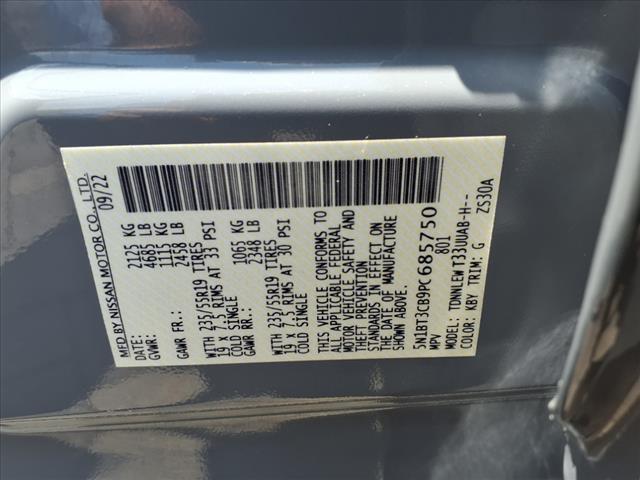 MFD BY NISSAN MOTOR CO., LTD.
DATE: 09/22
GVWR: 2125 KG
4685 LB
GAWR FR.: 1115 KG
2458 LB
WITH 235/55R19 TIRES
19 X 7.5 RIMS AT 33 PSI
COLD SINGLE
GAWR RR.: 1065 KG
2348 LB
WITH 235/55R19 TIRES
19 X 7.5 RIMS AT 30 PSI
COLD SINGLE
THIS VEHICLE CONFORMS TO
ALL APPLICABLE FEDERAL
MOTOR VEHICLE SAFETY AND
THEFT PREVENTION
STANDARDS IN EFFECT ON
THE DATE OF MANUFACTURE
SHOWN ABOVE.
5N1BT3CB9PC685750
MPV 801
MODEL: TDNNLEW T33UUAB-H--
COLOR: KBY TRIM: G ZS30A